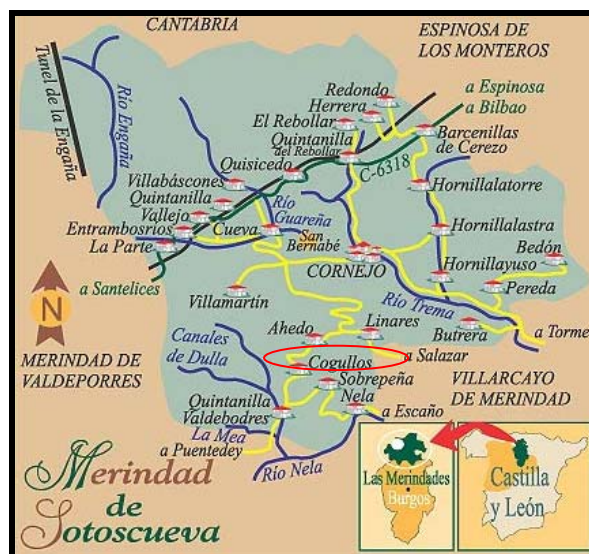 CANTABRIA
ESPINOSA DE
LOS MONTEROS
Tunel de la Engaña
Río Engaña
Redondo
Herrera
El Rebollar
Quintanilla
del Rebollar
a Espinosa
a Bilbao
Barcenillas
de Cerezo
C-6318
Quisicedo
Villabáscones
Quintanilla
Vallejo
Entrambosríos
La Parte
Cueva
Río
Guareña
San
Bernabé
Hornillalatorre
Hornillalastra
Bedón
Hornillayuso
CORNEJO
Pereda
a Santelices
Villamartín
Río Trema
Butrera
a Torme
N
Ahedo
Linares
a Salazar
Canales
de Dulla
MERINDAD DE
VALDEPORRES
Cogullos
Sobrepeña
Nela
VILLARCAYO
DE MERINDAD
Quintanilla
Valdebodres
a Escaño
La Mea
a Puentedey
Río Nela
Merindad
de
Sotoscueva
Las Merindades
Burgos
Castilla
y León